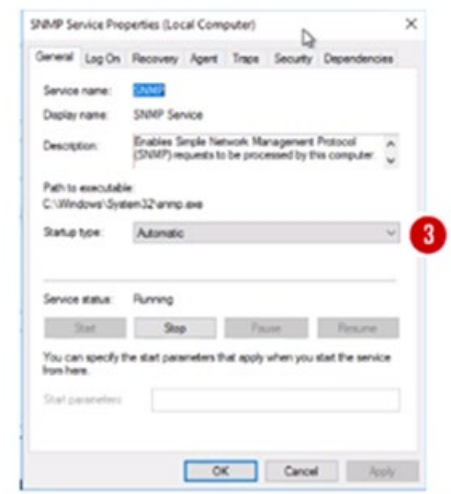 SNMP Service Properties (Local Computer)
General Log On Recovery Agent Traps Security Dependencies
Service name: SNMP
Display name: SNMP Service
Description: Enables Simple Network Management Protocol
(SNMP) requests to be processed by this computer.
Path to executable:
C:\Windows\System32\snmp.exe
Startup type: Automatic
3
Service status: Running
Start Stop Pause Resume
You can specify the start parameters that apply when you start the service
from here.
Start parameters:
OK Cancel Apply